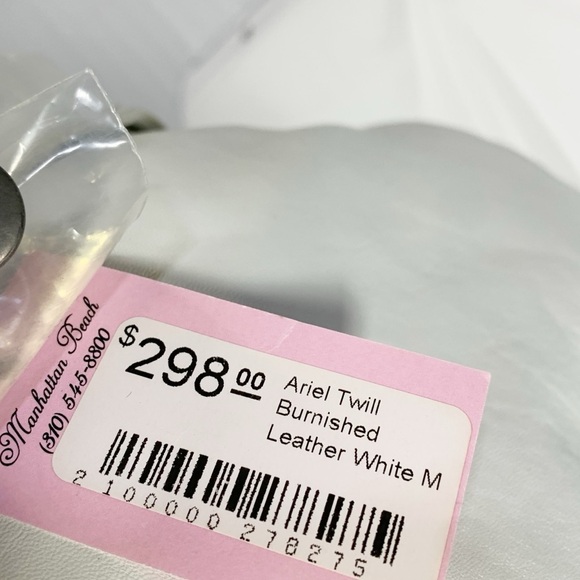 Manhattan Beach
(310) 545-8800
$298.00
Ariel Twill
Burnished
Leather White M
2 100000 278275